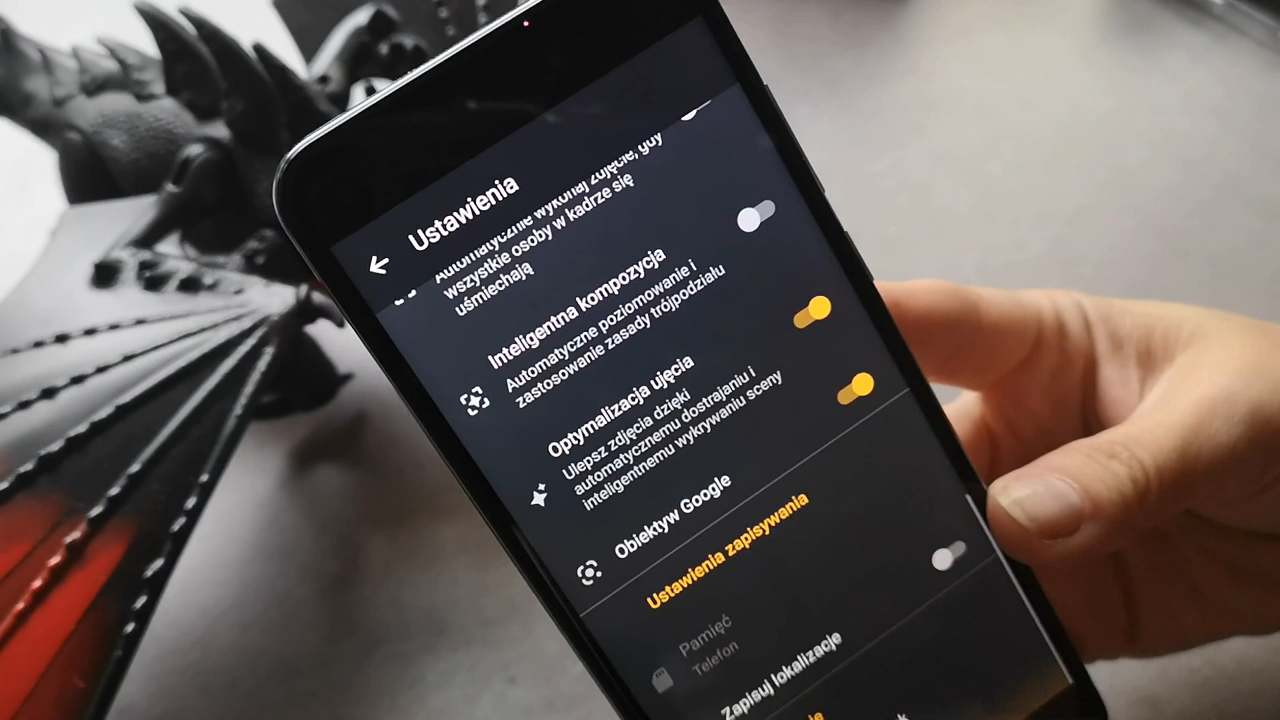 Ustawienia
Automatycznie wykonaj zdjęcie, gdy
wszystkie osoby w kadrze się
uśmiechają
Inteligentna kompozycja
Automatyczne poziomowanie i
zastosowanie zasady trójpodziału
Optymalizacja ujęcia
Ulepsz zdjęcia dzięki
automatycznemu dostrajaniu i
inteligentnemu wykrywaniu sceny
Obiektyw Google
Ustawienia zapisywania
Pamięć
Telefon
Zapisuj lokalizacje